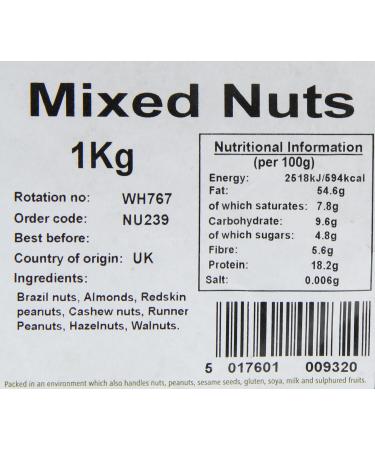 Mixed Nuts
1Kg
Rotation no: WH767
Order code: NU239
Best before:
Country of origin: UK
Ingredients:
Brazil nuts, Almonds, Redskin
peanuts, Cashew nuts, Runner
Peanuts, Hazelnuts, Walnuts.
Nutritional Information
(per 100g)
Energy: 2518kJ/594kcal
Fat: 54.6g
of which saturates: 7.8g
Carbohydrate: 9.6g
of which sugars: 4.8g
Fibre: 5.6g
Protein: 18.2g
Salt: 0.006g
5 017601 009320
Packed in an environment which also handles nuts, peanuts, sesame seeds, gluten, soya, milk and sulphured fruits.